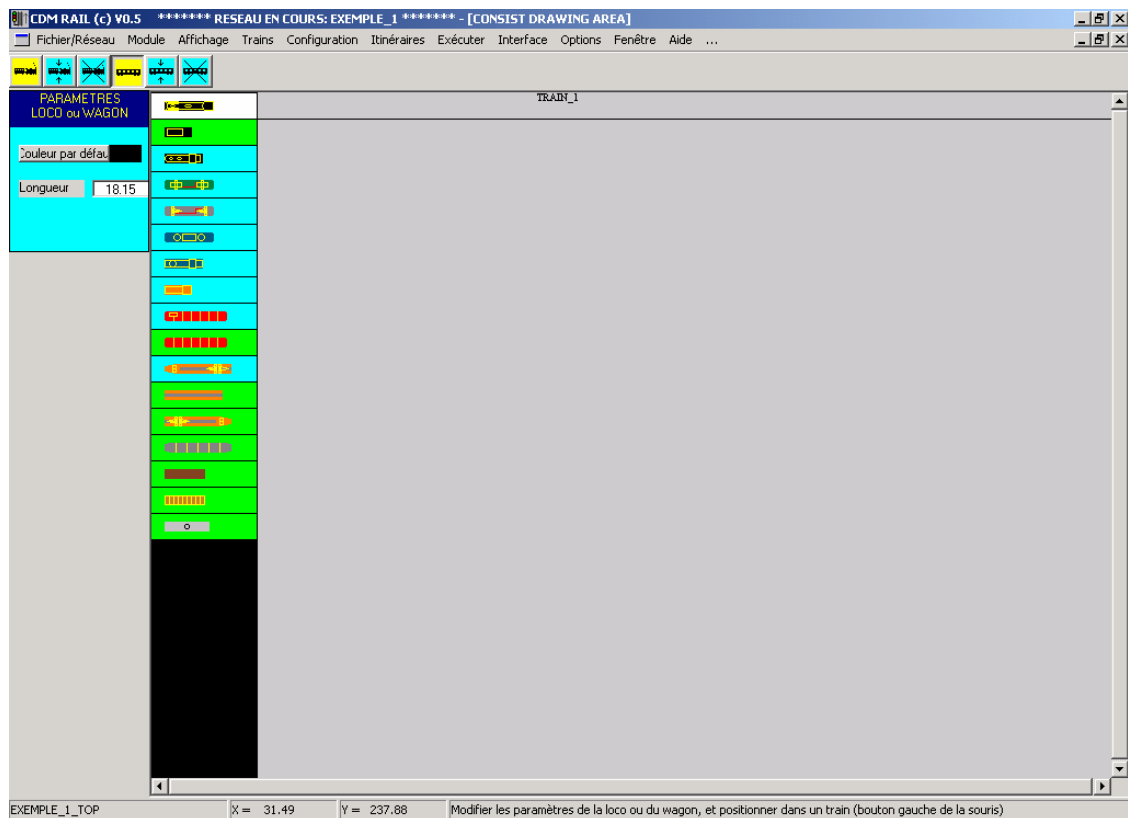 CDM RAIL (c) V0.5 ******* RESEAU EN COURS: EXEMPLE_1 ******* - [CONSIST DRAWING AREA]
Fichier/Réseau Module Affichage Trains Configuration Itinéraires Exécuter Interface Options Fenêtre Aide ...
PARAMETRES
LOCO ou WAGON
TRAIN_1
Couleur par défau
Longueur 18.15
EXEMPLE_1_TOP X = 31.49 Y = 237.88 Modifier les paramètres de la loco ou du wagon, et positionner dans un train (bouton gauche de la souris)